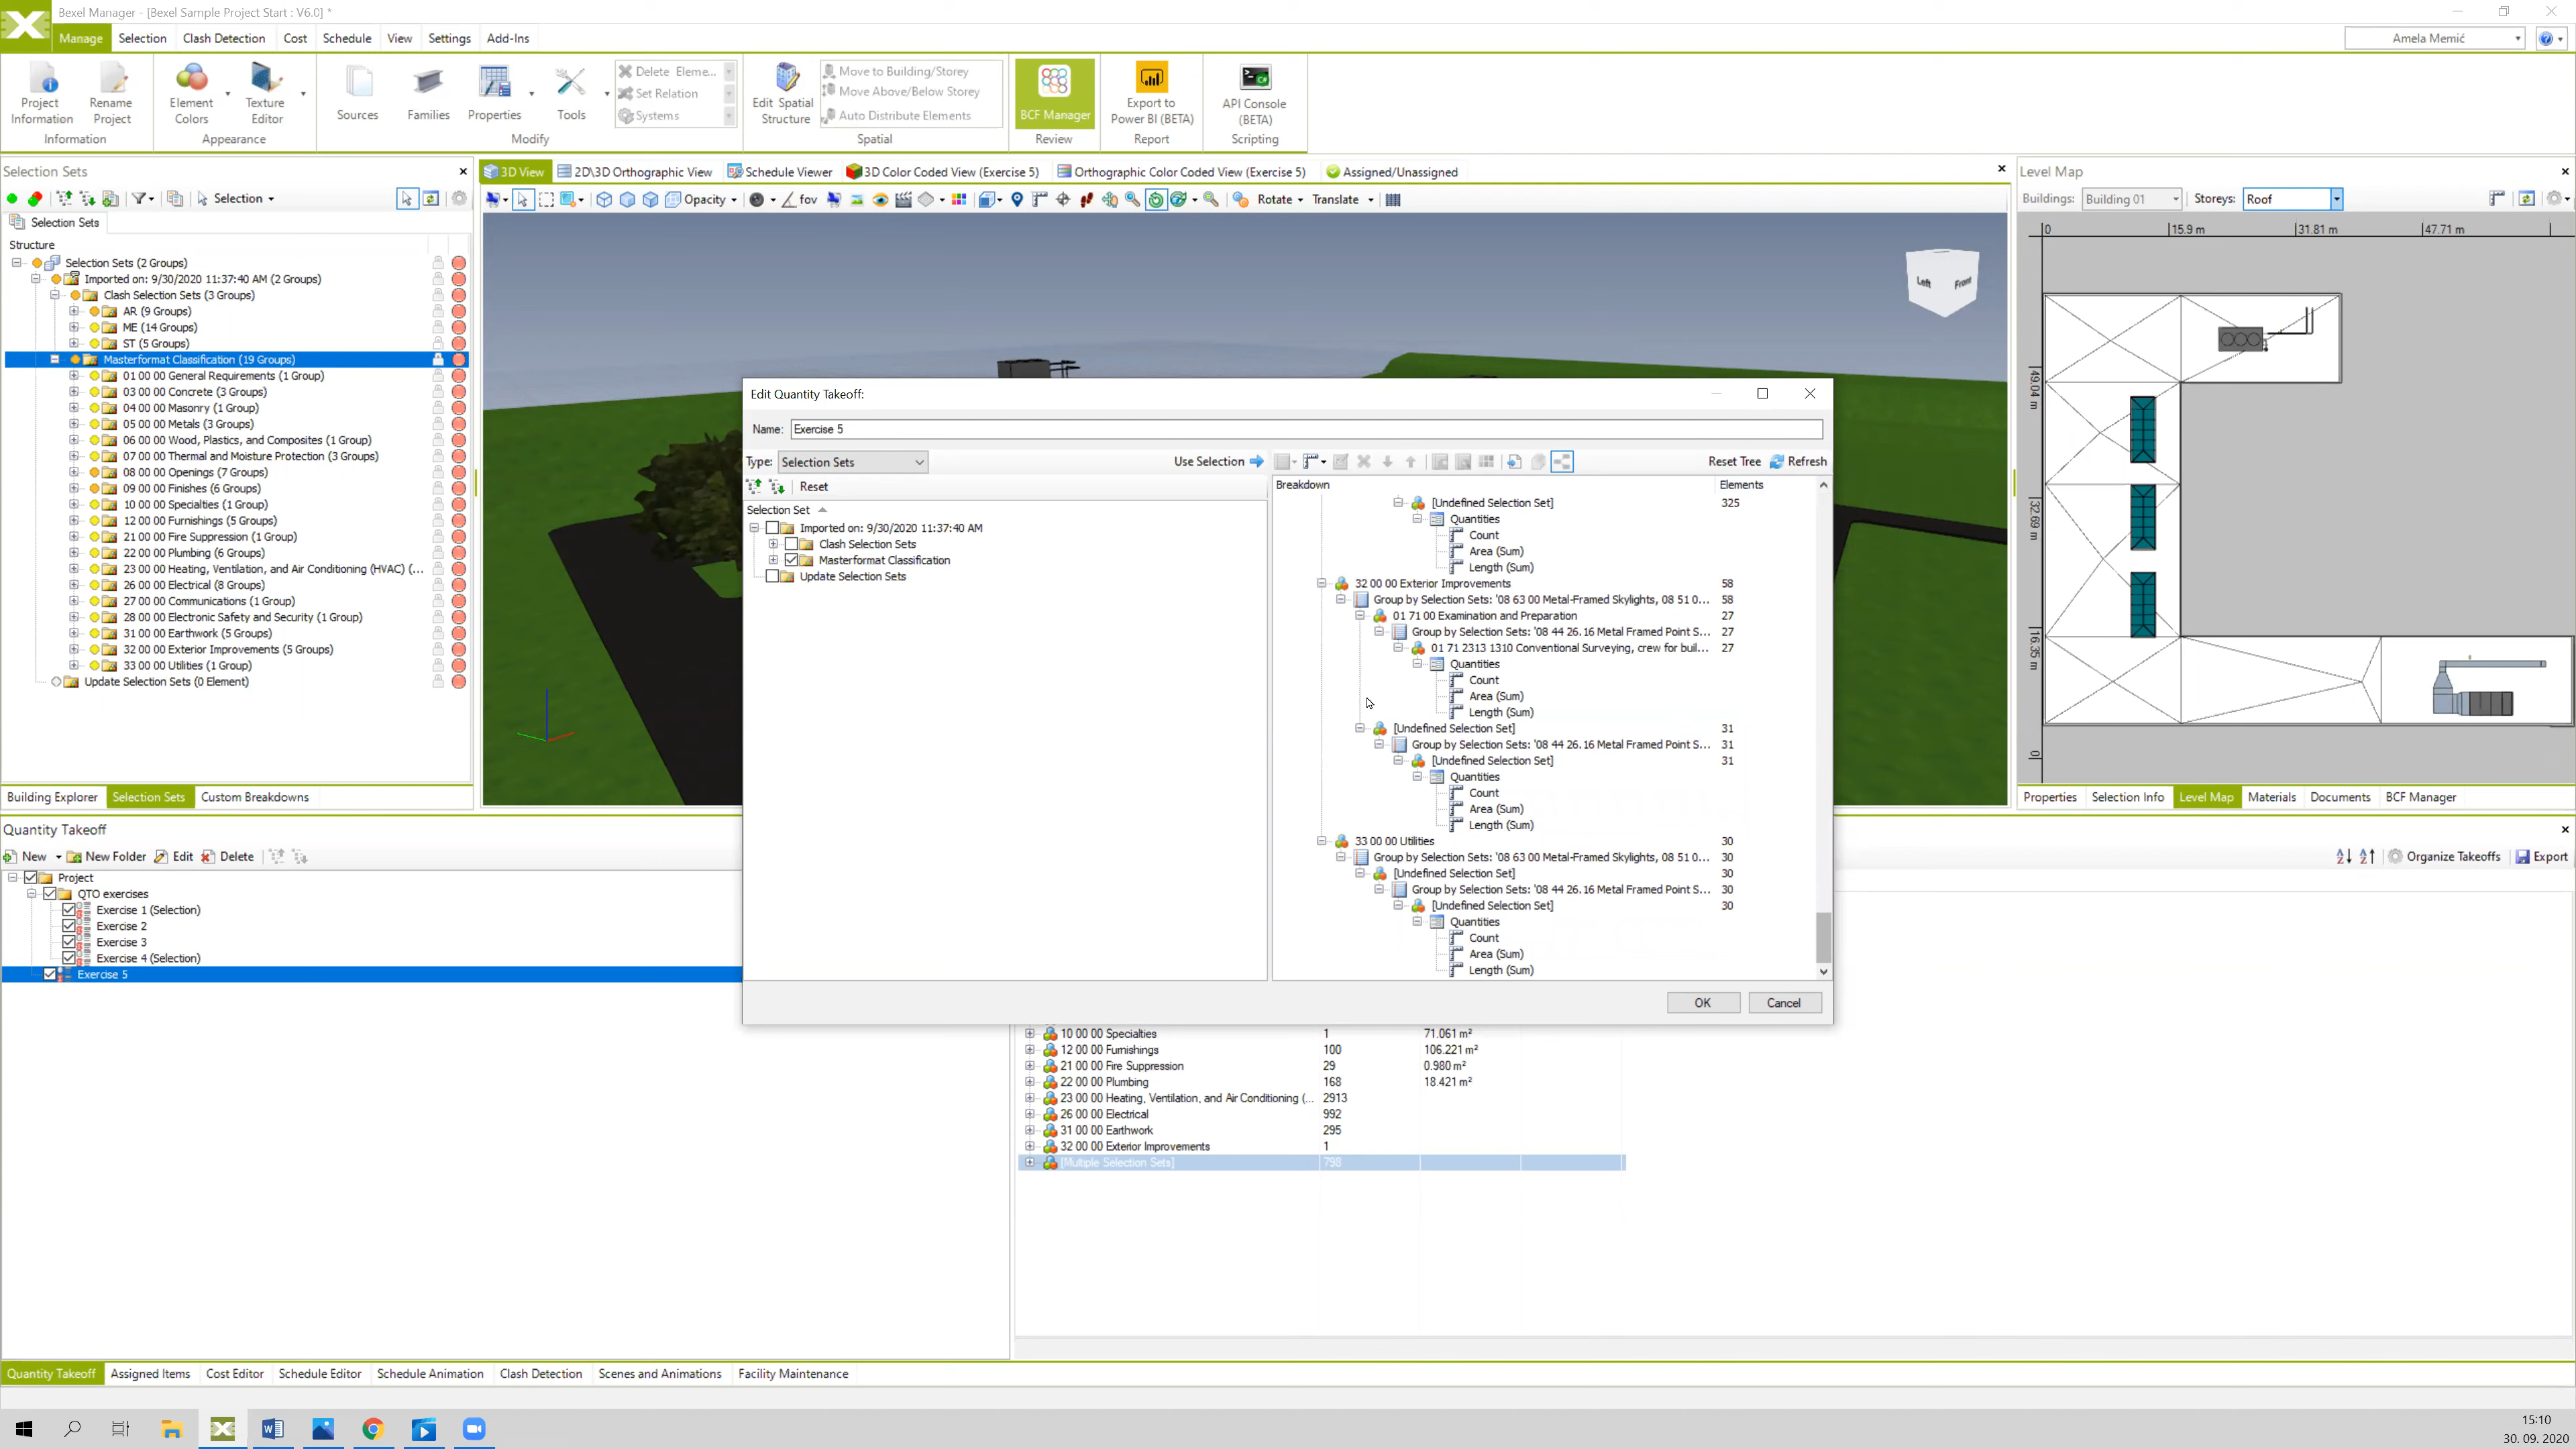 Bexel Manager - [Bexel Sample Project Start : V6.0] *
Manage Selection Clash Detection Cost Schedule View Settings Add-Ins
Amela Memić
Project Information
Rename Project
Information
Element Colors
Texture Editor
Appearance
Sources
Families
Properties
Tools
Delete Eleme...
Set Relation
Systems
Modify
Edit Spatial Structure
Move to Building/Storey
Move Above/Below Storey
Auto Distribute Elements
Spatial
BCF Manager
Review
Export to Power BI (BETA)
Report
API Console (BETA)
Scripting
Selection Sets
Selection
Selection Sets
Structure
Selection Sets (2 Groups)
Imported on: 9/30/2020 11:37:40 AM (2 Groups)
Clash Selection Sets (3 Groups)
AR (9 Groups)
ME (14 Groups)
ST (5 Groups)
Masterformat Classification (19 Groups)
01 00 00 General Requirements (1 Group)
03 00 00 Concrete (3 Groups)
04 00 00 Masonry (1 Group)
05 00 00 Metals (3 Groups)
06 00 00 Wood, Plastics, and Composites (1 Group)
07 00 00 Thermal and Moisture Protection (3 Groups)
08 00 00 Openings (7 Groups)
09 00 00 Finishes (6 Groups)
10 00 00 Specialties (1 Group)
12 00 00 Furnishings (5 Groups)
21 00 00 Fire Suppression (1 Group)
22 00 00 Plumbing (6 Groups)
23 00 00 Heating, Ventilation, and Air Conditioning (HVAC) (...
26 00 00 Electrical (8 Groups)
27 00 00 Communications (1 Group)
28 00 00 Electronic Safety and Security (1 Group)
31 00 00 Earthwork (5 Groups)
32 00 00 Exterior Improvements (5 Groups)
33 00 00 Utilities (1 Group)
Update Selection Sets (0 Element)
Building Explorer Selection Sets Custom Breakdowns
3D View 2D\3D Orthographic View Schedule Viewer 3D Color Coded View (Exercise 5) Orthographic Color Coded View (Exercise 5) Assigned/Unassigned
Opacity fov Rotate Translate
Left Front
Level Map
Buildings: Building 01 Storeys: Roof
0 15.9 m 31.81 m 47.71 m
49.04 m
32.69 m
16.35 m
0
Properties Selection Info Level Map Materials Documents BCF Manager
Edit Quantity Takeoff:
Name: Exercise 5
Type: Selection Sets Use Selection Reset Tree Refresh
Reset
Selection Set
Imported on: 9/30/2020 11:37:40 AM
Clash Selection Sets
Masterformat Classification
Update Selection Sets
Breakdown Elements
[Undefined Selection Set] 325
Quantities
Count
Area (Sum)
Length (Sum)
32 00 00 Exterior Improvements 58
Group by Selection Sets: '08 63 00 Metal-Framed Skylights, 08 51 0... 58
01 71 00 Examination and Preparation 27
Group by Selection Sets: '08 44 26.16 Metal Framed Point S... 27
01 71 2313 1310 Conventional Surveying, crew for buil... 27
Quantities
Count
Area (Sum)
Length (Sum)
[Undefined Selection Set] 31
Group by Selection Sets: '08 44 26.16 Metal Framed Point S... 31
[Undefined Selection Set] 31
Quantities
Count
Area (Sum)
Length (Sum)
33 00 00 Utilities 30
Group by Selection Sets: '08 63 00 Metal-Framed Skylights, 08 51 0... 30
[Undefined Selection Set] 30
Group by Selection Sets: '08 44 26.16 Metal Framed Point S... 30
[Undefined Selection Set] 30
Quantities
Count
Area (Sum)
Length (Sum)
OK Cancel
Quantity Takeoff
New New Folder Edit Delete
Organize Takeoffs Export
Project
QTO exercises
Exercise 1 (Selection)
Exercise 2
Exercise 3
Exercise 4 (Selection)
Exercise 5
10 00 00 Specialties 1 71.061 m²
12 00 00 Furnishings 100 106.221 m²
21 00 00 Fire Suppression 29 0.980 m²
22 00 00 Plumbing 168 18.421 m²
23 00 00 Heating, Ventilation, and Air Conditioning (... 2913
26 00 00 Electrical 992
31 00 00 Earthwork 295
32 00 00 Exterior Improvements 1
[Multiple Selection Sets] 798
Quantity Takeoff Assigned Items Cost Editor Schedule Editor Schedule Animation Clash Detection Scenes and Animations Facility Maintenance
15:10
30. 09. 2020